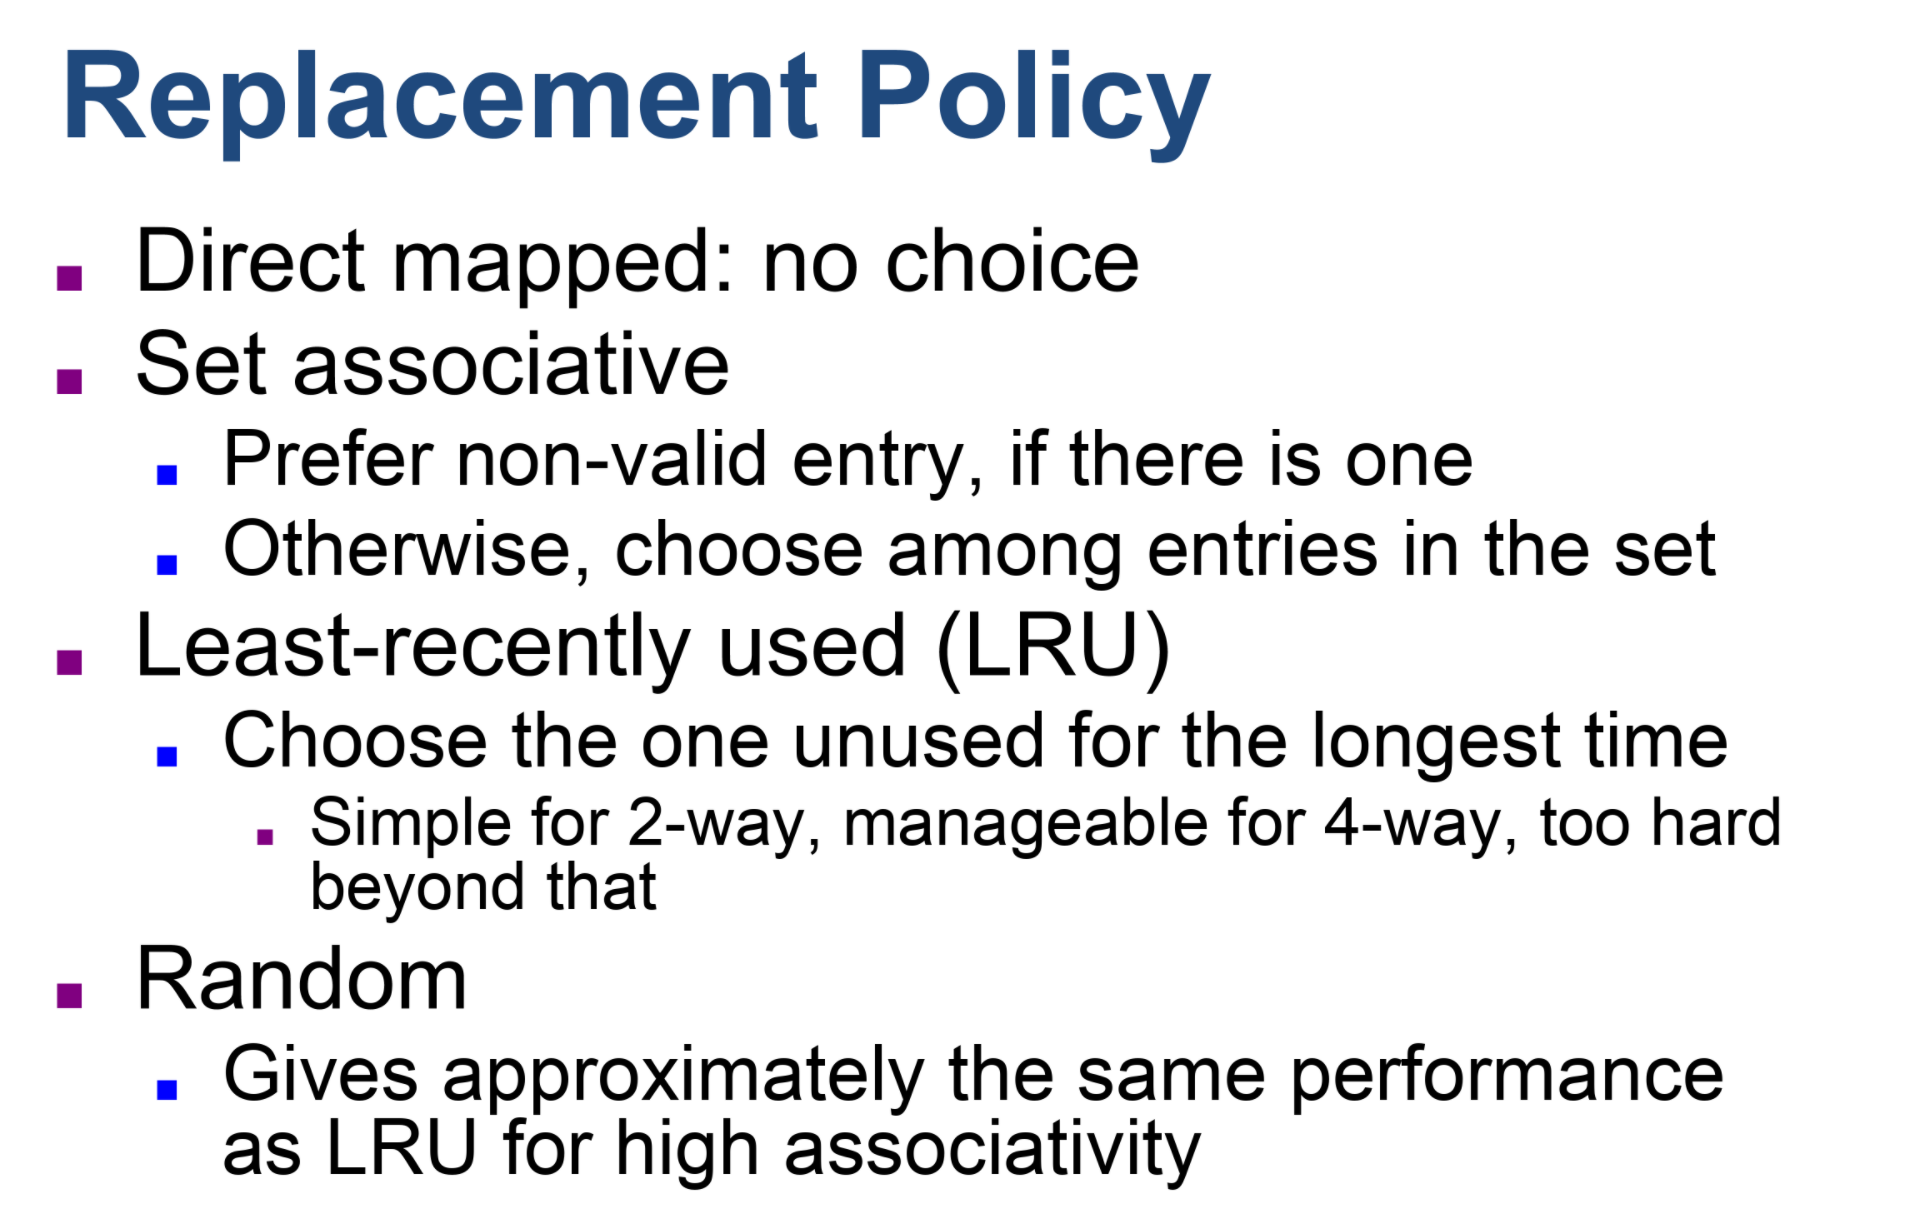 Replacement Policy
Direct mapped: no choice
Set associative
Prefer non-valid entry, if there is one
Otherwise, choose among entries in the set
Least-recently used (LRU)
Choose the one unused for the longest time
Simple for 2-way, manageable for 4-way, too hard
beyond that
Random
Gives approximately the same performance
as LRU for high associativity